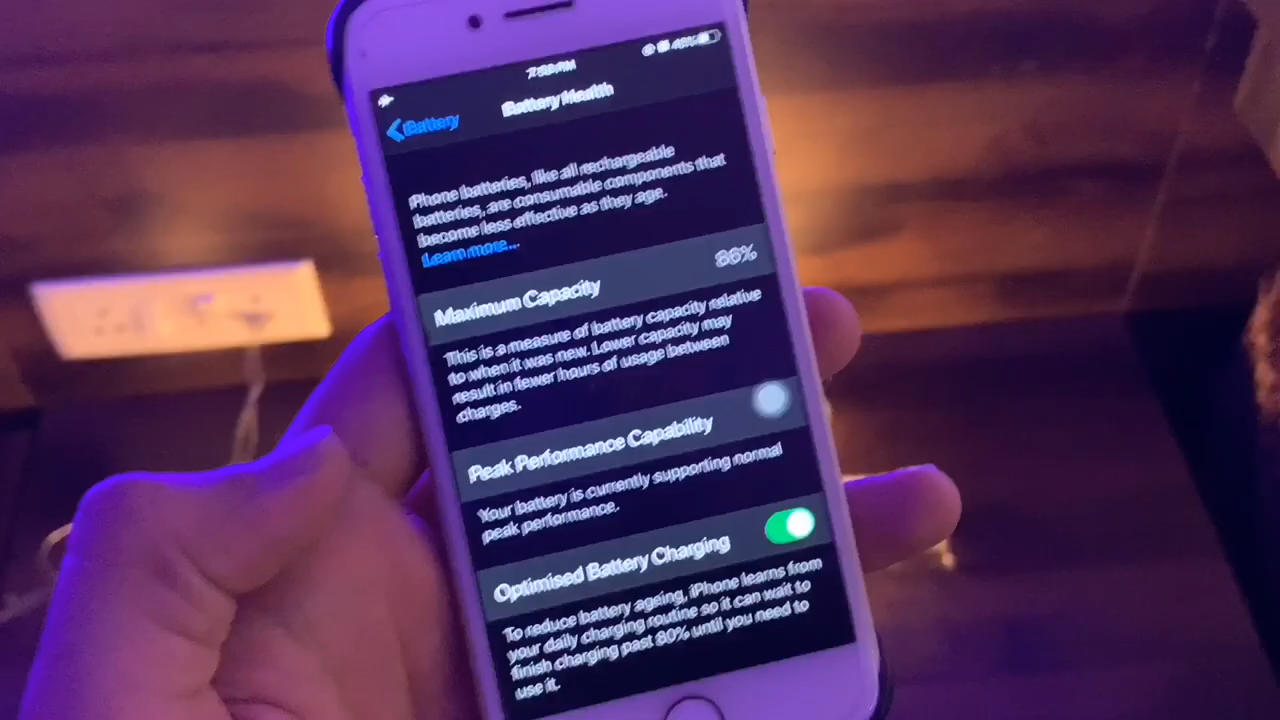 Battery Health
Battery
Phone batteries, like all rechargeable
batteries, are consumable components that
become less effective as they age.
Learn more...
Maximum Capacity 86%
This is a measure of battery capacity relative
to when it was new. Lower capacity may
result in fewer hours of usage between
charges.
Peak Performance Capability
Your battery is currently supporting normal
peak performance.
Optimised Battery Charging
To reduce battery ageing, iPhone learns from
your daily charging routine so it can wait to
finish charging past 80% until you need to
use it.